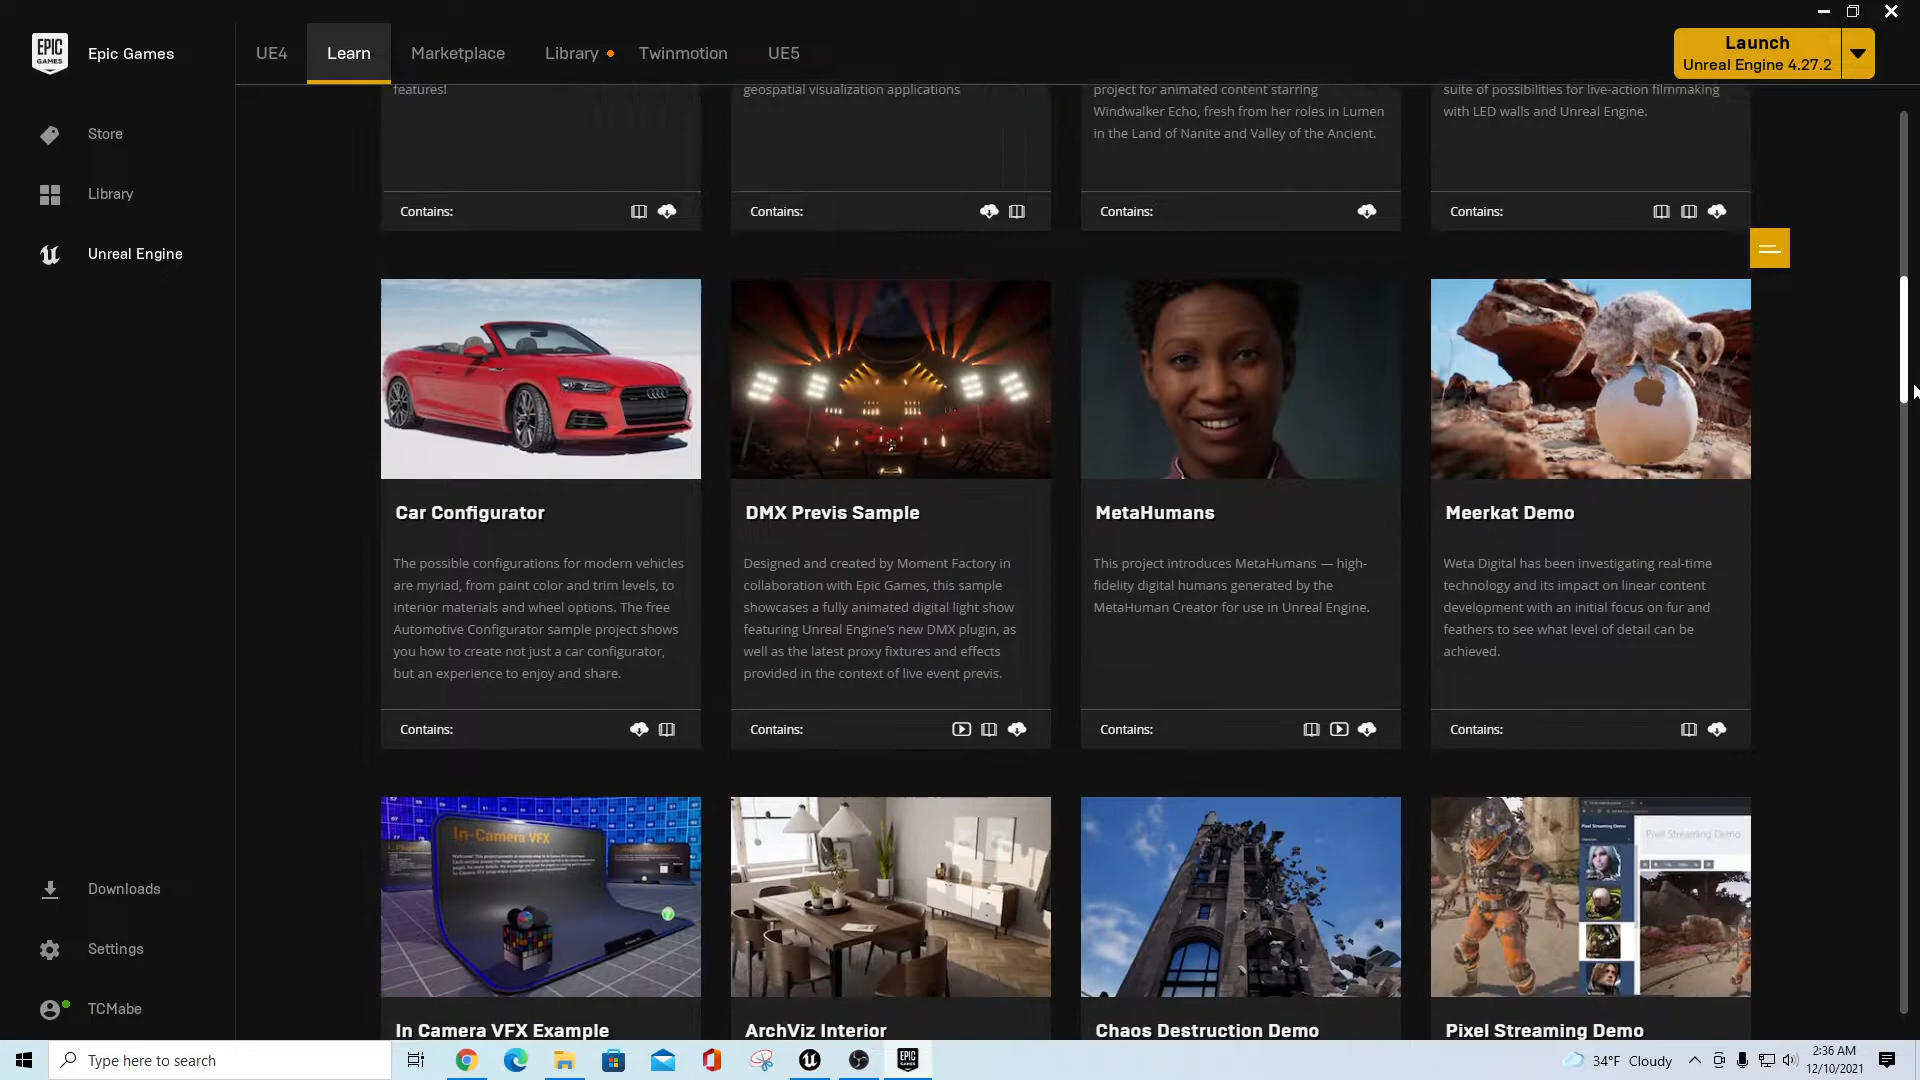 EPIC GAMES
Epic Games
UE4
Learn
Marketplace
Library
Twinmotion
UE5
Launch
Unreal Engine 4.27.2
Store
Library
Unreal Engine
Downloads
Settings
TCMabe
features!
Contains:
geospatial visualization applications
Contains:
project for animated content starring
Windwalker Echo, fresh from her roles in Lumen
in the Land of Nanite and Valley of the Ancient.
Contains:
suite of possibilities for live-action filmmaking
with LED walls and Unreal Engine.
Contains:
Car Configurator
The possible configurations for modern vehicles
are myriad, from paint color and trim levels, to
interior materials and wheel options. The free
Automotive Configurator sample project shows
you how to create not just a car configurator,
but an experience to enjoy and share.
Contains:
DMX Previs Sample
Designed and created by Moment Factory in
collaboration with Epic Games, this sample
showcases a fully animated digital light show
featuring Unreal Engine's new DMX plugin, as
well as the latest proxy fixtures and effects
provided in the context of live event previs.
Contains:
MetaHumans
This project introduces MetaHumans — high-
fidelity digital humans generated by the
MetaHuman Creator for use in Unreal Engine.
Contains:
Meerkat Demo
Weta Digital has been investigating real-time
technology and its impact on linear content
development with an initial focus on fur and
feathers to see what level of detail can be
achieved.
Contains:
In-Camera VFX
In Camera VFX Example
ArchViz Interior
Chaos Destruction Demo
Pixel Streaming Demo
Pixel Streaming Demo
Pixel Streaming Demo
Type here to search
EPIC GAMES
34°F Cloudy
2:36 AM
12/10/2021